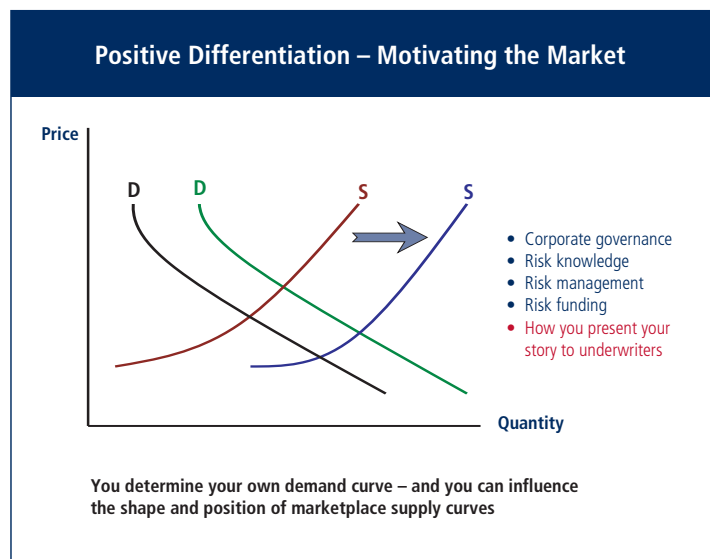 Positive Differentiation – Motivating the Market
Price
D
D
S
S
• Corporate governance
• Risk knowledge
• Risk management
• Risk funding
• How you present your
story to underwriters
Quantity
You determine your own demand curve – and you can influence
the shape and position of marketplace supply curves